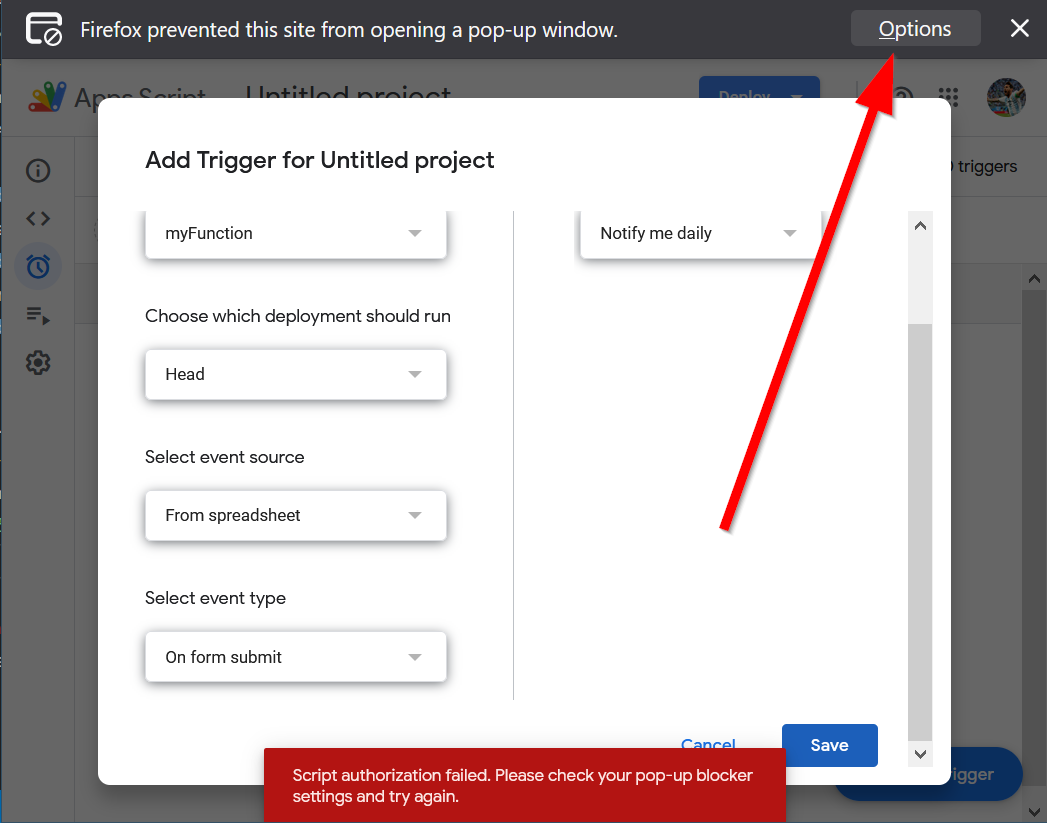 Firefox prevented this site from opening a pop-up window.
Options
Apps Script
Untitled project
Deploy
triggers
Add Trigger for Untitled project
myFunction
Notify me daily
Choose which deployment should run
Head
Select event source
From spreadsheet
Select event type
On form submit
Cancel
Save
Script authorization failed. Please check your pop-up blocker
settings and try again.